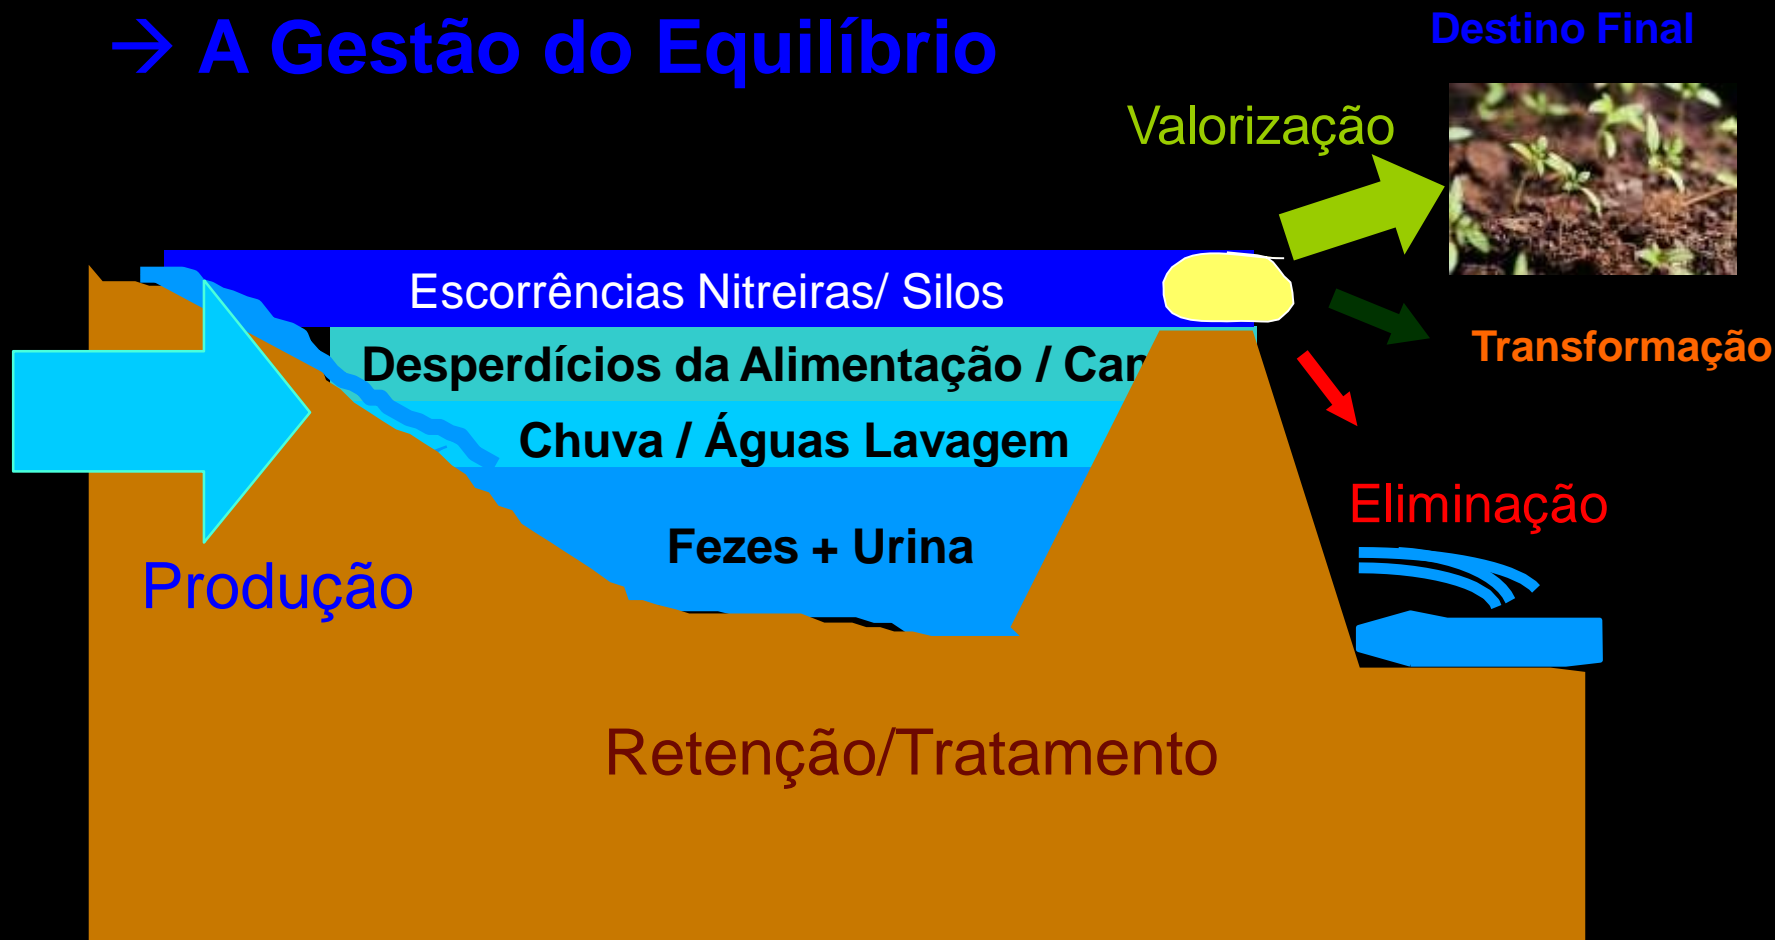 → A Gestão do Equilíbrio
Destino Final
Valorização
Escorrências Nitreiras/ Silos
Desperdícios da Alimentação /
Transformação
Chuva / Águas Lavagem
Eliminação
Fezes + Urina
Produção
Retenção/Tratamento